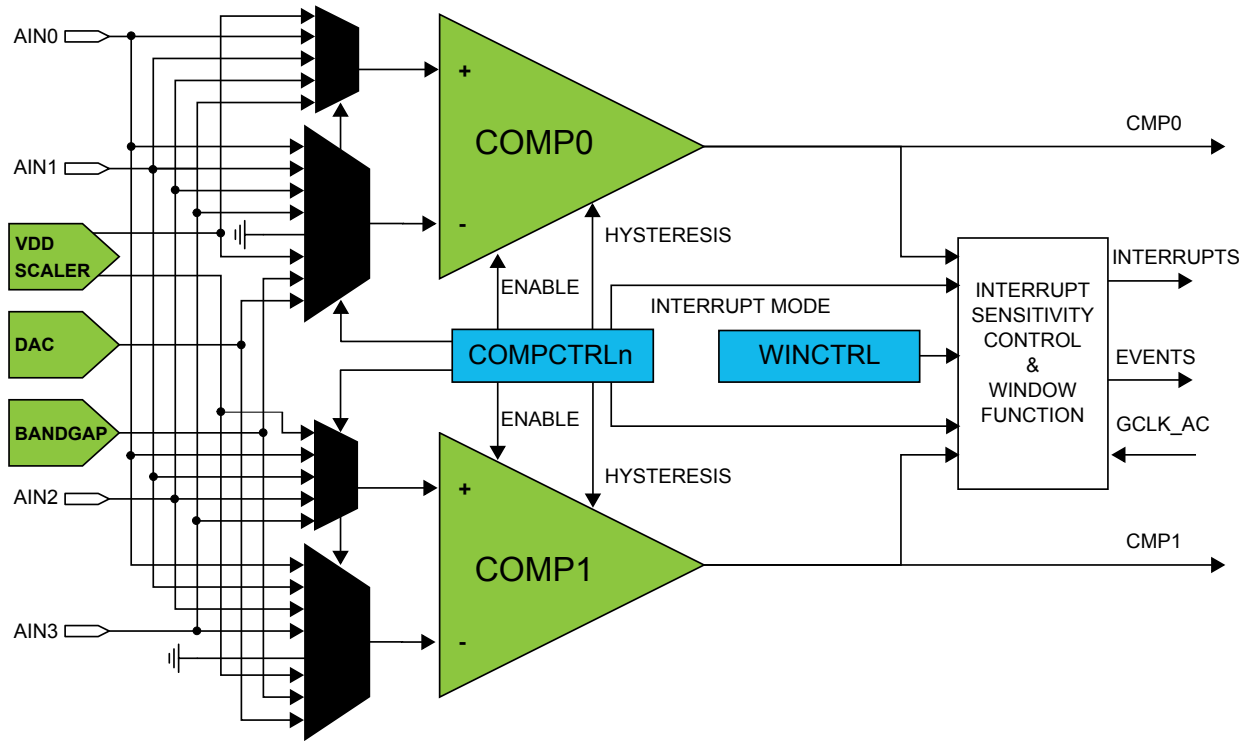 AIN0
+
COMP0
CMP0
AIN1
-
HYSTERESIS
VDD
SCALER
ENABLE
INTERRUPT MODE
INTERRUPTS
INTERRUPT
SENSITIVITY
CONTROL
&
WINDOW
FUNCTION
DAC
COMPCTRLn
WINCTRL
EVENTS
BANDGAP
ENABLE
GCLK_AC
HYSTERESIS
AIN2
+
COMP1
CMP1
AIN3
-